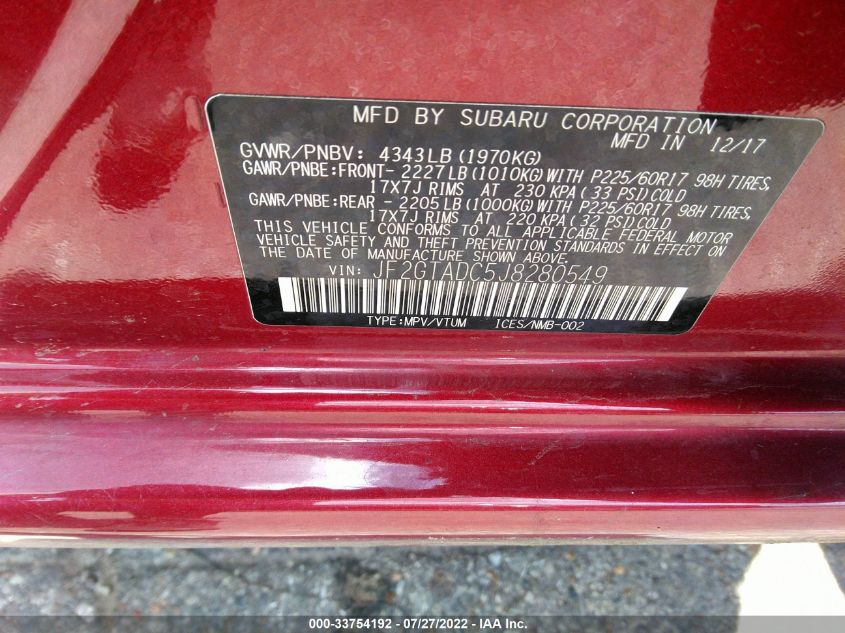 MFD BY SUBARU CORPORATION
MFD IN 12/17
GVWR/PNBV: 4343LB(1970KG)
GAWR/PNBE:FRONT- 2227LB(1010KG)WITH P225/60R17 98H TIRES,
17X7J RIMS AT 230 KPA(33 PSI)COLD
GAWR/PNBE:REAR - 2205LB(1000KG)WITH P225/60R17 98H TIRES,
17X7J RIMS AT 220 KPA(32 PSI)COLD
THIS VEHICLE CONFORMS TO ALL APPLICABLE FEDERAL MOTOR
VEHICLE SAFETY AND THEFT PREVENTION STANDARDS IN EFFECT ON
THE DATE OF MANUFACTURE SHOWN ABOVE.
VIN: JF2GTADC5J8280549
TYPE:MPV/VTUM ICES/NMB-002
000-33754192 / 07/27/2022 - IAA Inc.